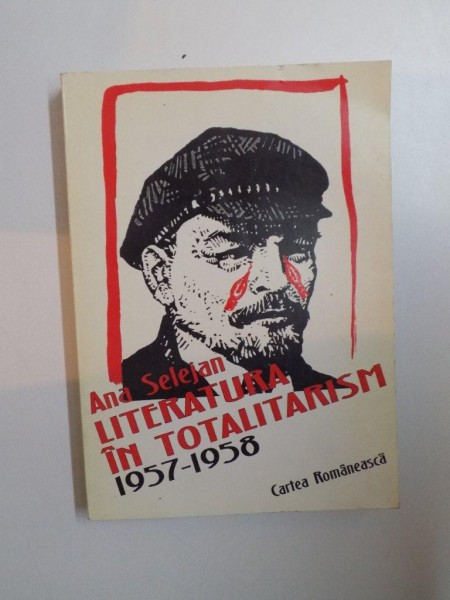 Ana Selejan
LITERATURA
ÎN TOTALITARISM
1957-1958
Cartea Românească